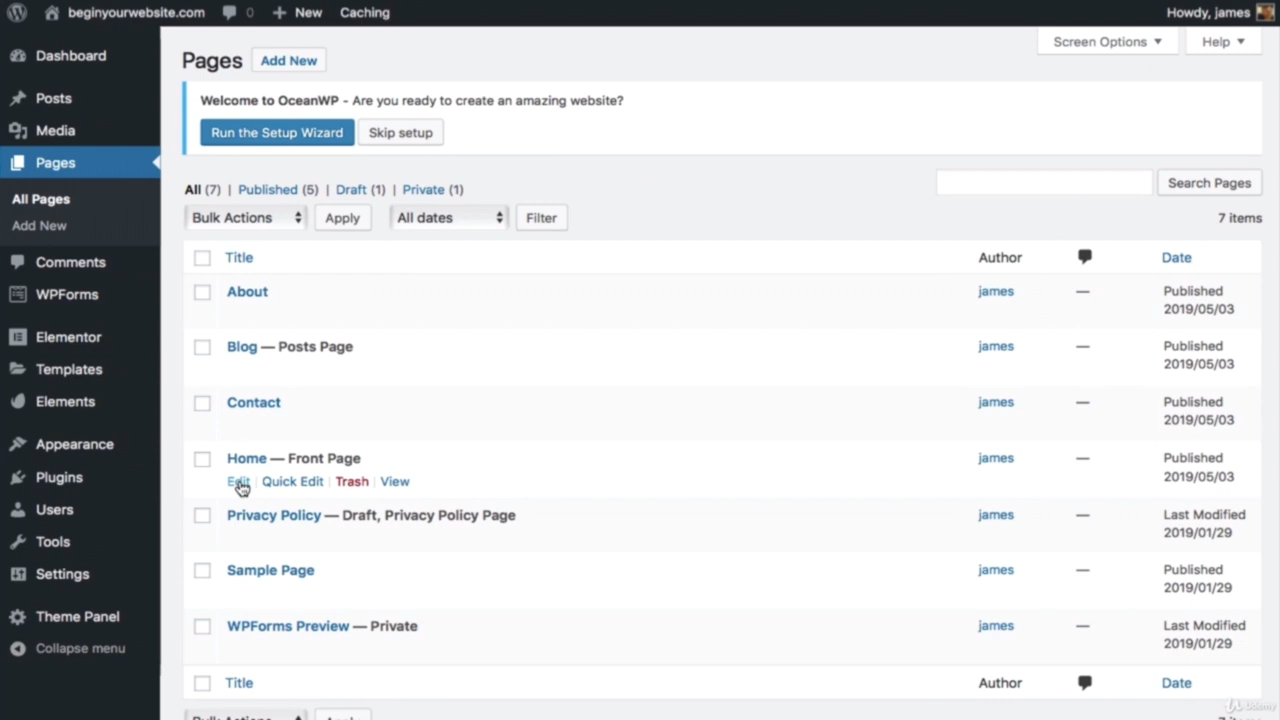 beginyourwebsite.com 0 New Caching Howdy, james
Dashboard
Posts
Media
Pages
All Pages
Add New
Comments
WPForms
Elementor
Templates
Elements
Appearance
Plugins
Users
Tools
Settings
Theme Panel
Collapse menu
Screen Options Help
Pages Add New
Welcome to OceanWP - Are you ready to create an amazing website?
Run the Setup Wizard Skip setup
All (7) | Published (5) | Draft (1) | Private (1)
Search Pages
Bulk Actions Apply All dates Filter 7 items
Title Author Date
About james — Published
2019/05/03
Blog — Posts Page james — Published
2019/05/03
Contact james — Published
2019/05/03
Home — Front Page james — Published
Edit | Quick Edit | Trash | View 2019/05/03
Privacy Policy — Draft, Privacy Policy Page james — Last Modified
2019/01/29
Sample Page james — Published
2019/01/29
WPForms Preview — Private james — Last Modified
2019/01/29
Title Author Date
Bulk Actions Apply 7 items
Udemy